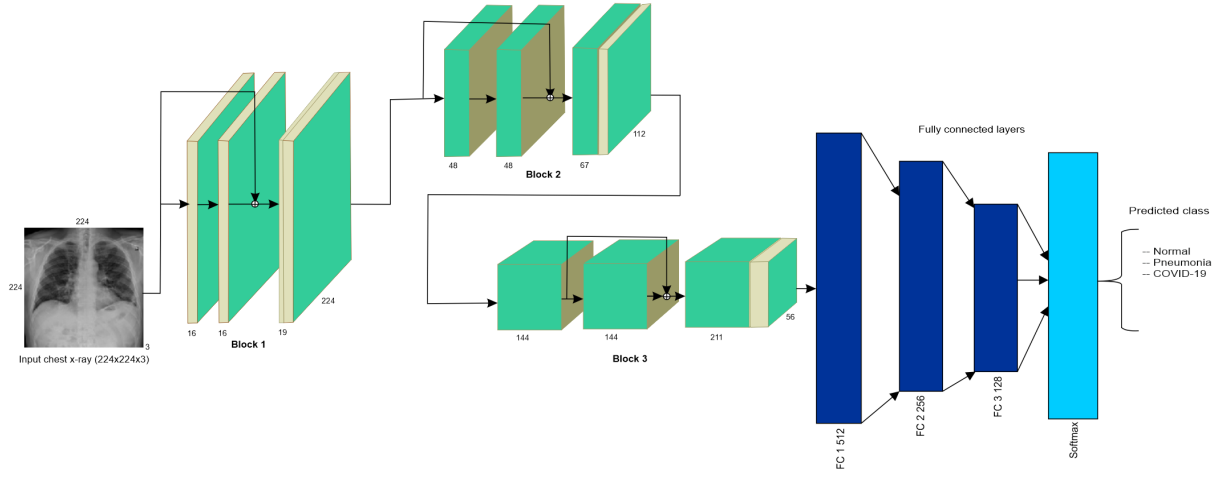 224
224
3
Input chest x-ray (224x224x3)
16
16
19
224
Block 1
48
48
67
112
Block 2
144
144
211
56
Block 3
Fully connected layers
FC 1 512
FC 2 256
FC 3 128
Softmax
Predicted class
-- Normal
-- Pneumonia
-- COVID-19